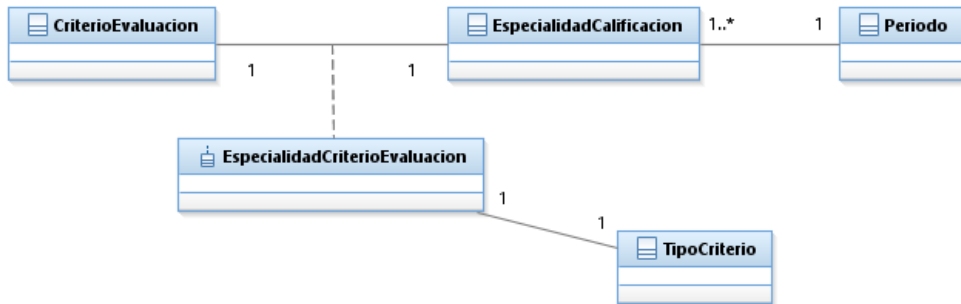 CriterioEvaluacion
EspecialidadCalificacion
1..*
1
Periodo
1
1
EspecialidadCriterioEvaluacion
1
1
TipoCriterio